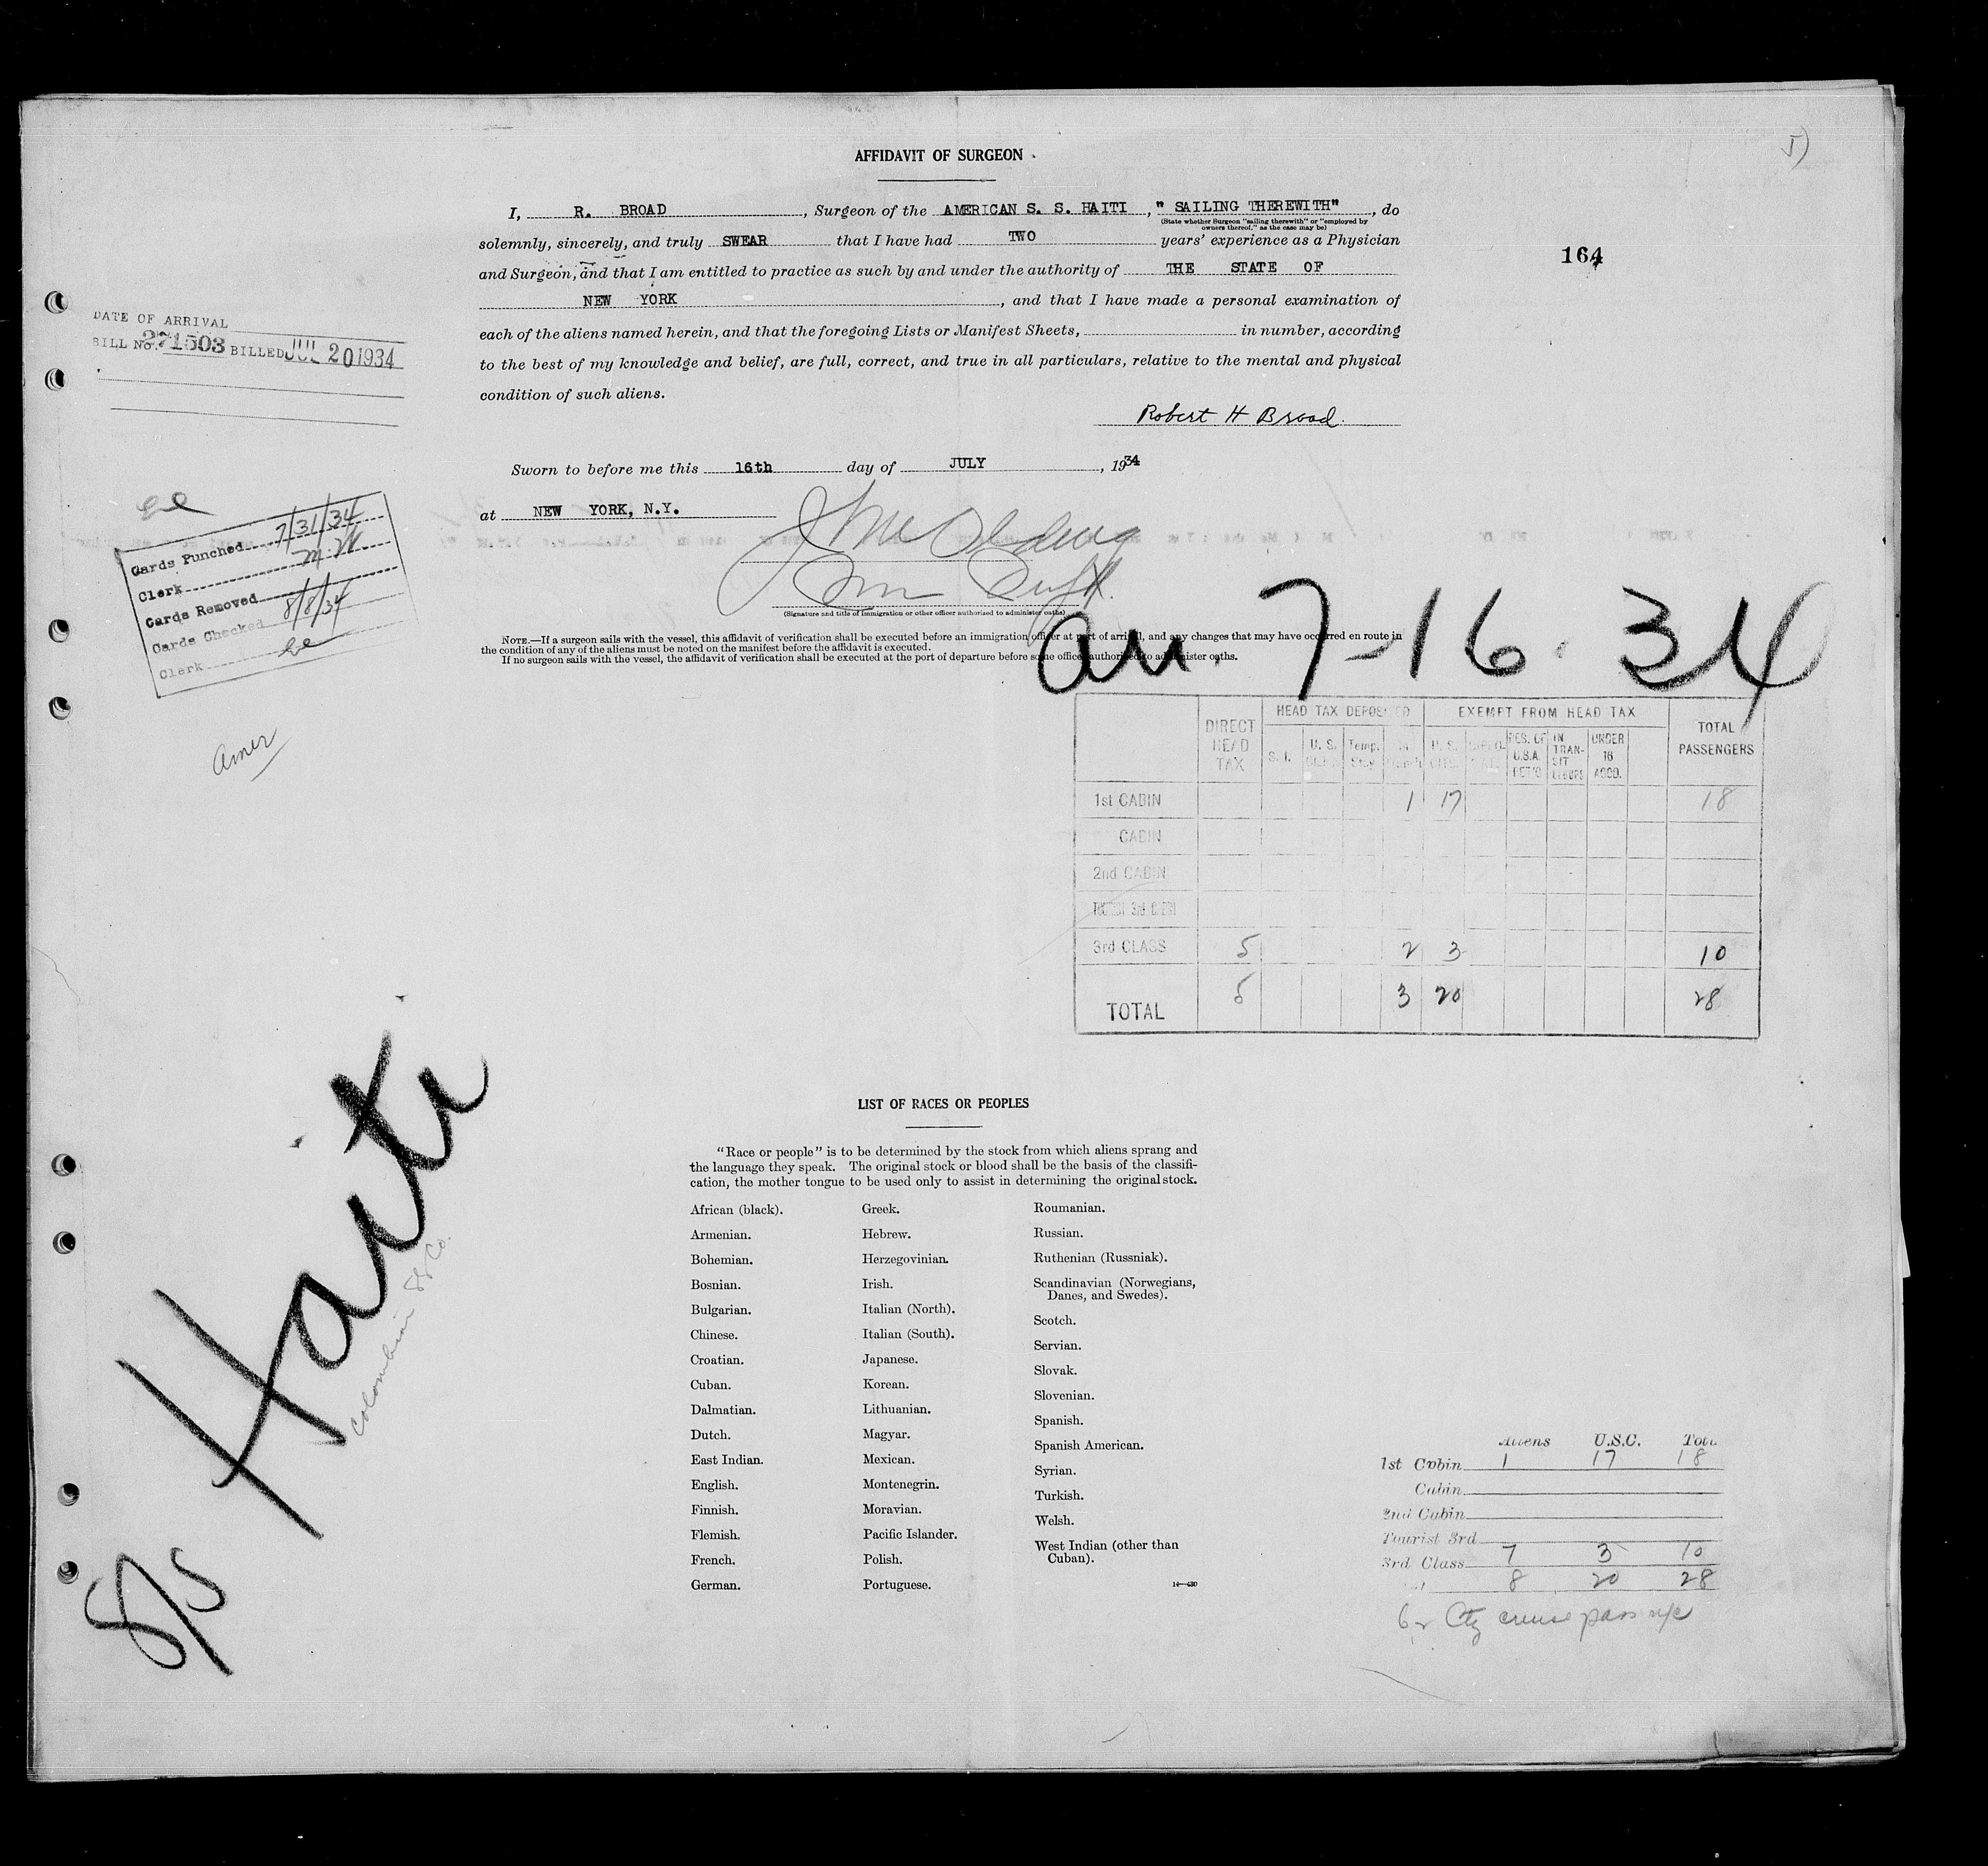 AFFIDAVIT OF SURGEON
I, R. BROAD, Surgeon of the AMERICAN S. S. HAITI, " SAILING THEREWITH", do
(State whether Surgeon "sailing therewith" or "employed by
owners thereof," as the case may be)
solemnly, sincerely, and truly SWEAR that I have had TWO years' experience as a Physician
and Surgeon, and that I am entitled to practice as such by and under the authority of THE STATE OF
NEW YORK, and that I have made a personal examination of
each of the aliens named herein, and that the foregoing Lists or Manifest Sheets, in number, according
to the best of my knowledge and belief, are full, correct, and true in all particulars, relative to the mental and physical
condition of such aliens.
Robert H Broad.
Sworn to before me this 16th day of JULY, 1934
at NEW YORK, N.Y.
(Signature and title of immigration or other officer authorized to administer oaths)
NOTE.—If a surgeon sails with the vessel, this affidavit of verification shall be executed before an immigration officer at port of arrival, and any changes that may have occurred en route in
the condition of any of the aliens must be noted on the manifest before the affidavit is executed.
If no surgeon sails with the vessel, the affidavit of verification shall be executed at the port of departure before some officer authorized to administer oaths.
164
DATE OF ARRIVAL
BILL No. 271503 BILLED JUL 20 1934
Cards Punched 7/31/34
Clerk
Cards Removed
Cards Checked 8/8/34
Clerk
Amer
Arr. 7-16-34
DIRECT HEAD TAX
HEAD TAX DEPOSITED
EXEMPT FROM HEAD TAX
TOTAL PASSENGERS
S. I.
U. S.
Temp. Stay
U. S.
RES. OF U.S.A. RET'G
IN TRANSIT
UNDER 16 ACCD.
1st CABIN 1 17 18
CABIN
2nd CABIN
3rd CLASS 5 2 3 10
TOTAL 5 3 20 28
S/S Haiti
Colombian SS Co.
LIST OF RACES OR PEOPLES
"Race or people" is to be determined by the stock from which aliens sprang and
the language they speak. The original stock or blood shall be the basis of the classifi-
cation, the mother tongue to be used only to assist in determining the original stock.
African (black).
Armenian.
Bohemian.
Bosnian.
Bulgarian.
Chinese.
Croatian.
Cuban.
Dalmatian.
Dutch.
East Indian.
English.
Finnish.
Flemish.
French.
German.
Greek.
Hebrew.
Herzegovinian.
Irish.
Italian (North).
Italian (South).
Japanese.
Korean.
Lithuanian.
Magyar.
Mexican.
Montenegrin.
Moravian.
Pacific Islander.
Polish.
Portuguese.
Roumanian.
Russian.
Ruthenian (Russniak).
Scandinavian (Norwegians,
Danes, and Swedes).
Scotch.
Servian.
Slovak.
Slovenian.
Spanish.
Spanish American.
Syrian.
Turkish.
Welsh.
West Indian (other than
Cuban).
Aliens U.S.C. Total
1st Cabin 1 17 18
Cabin
2nd Cabin
Tourist 3rd
3rd Class 7 3 10
8 20 28
cruise pass